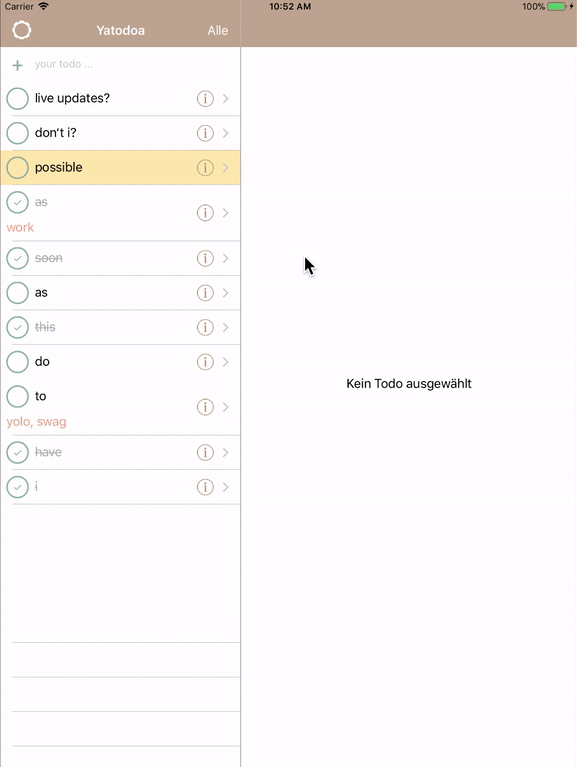 Carrier 10:52 AM 100%
Yatodoa Alle
+ your todo ...
live updates?
don't i?
possible
as
work
soon
as
this
do
to
yolo, swag
have
i
Kein Todo ausgewählt